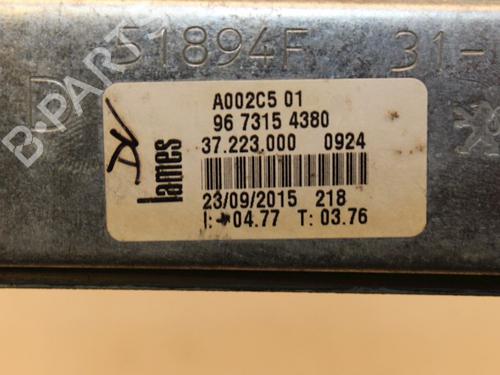 51894F 31-
A002C5 01
96 7315 4380
37.223.000 0924
23/09/2015 218
I: 04.77 T: 03.76
lames
DV
B-PARTS